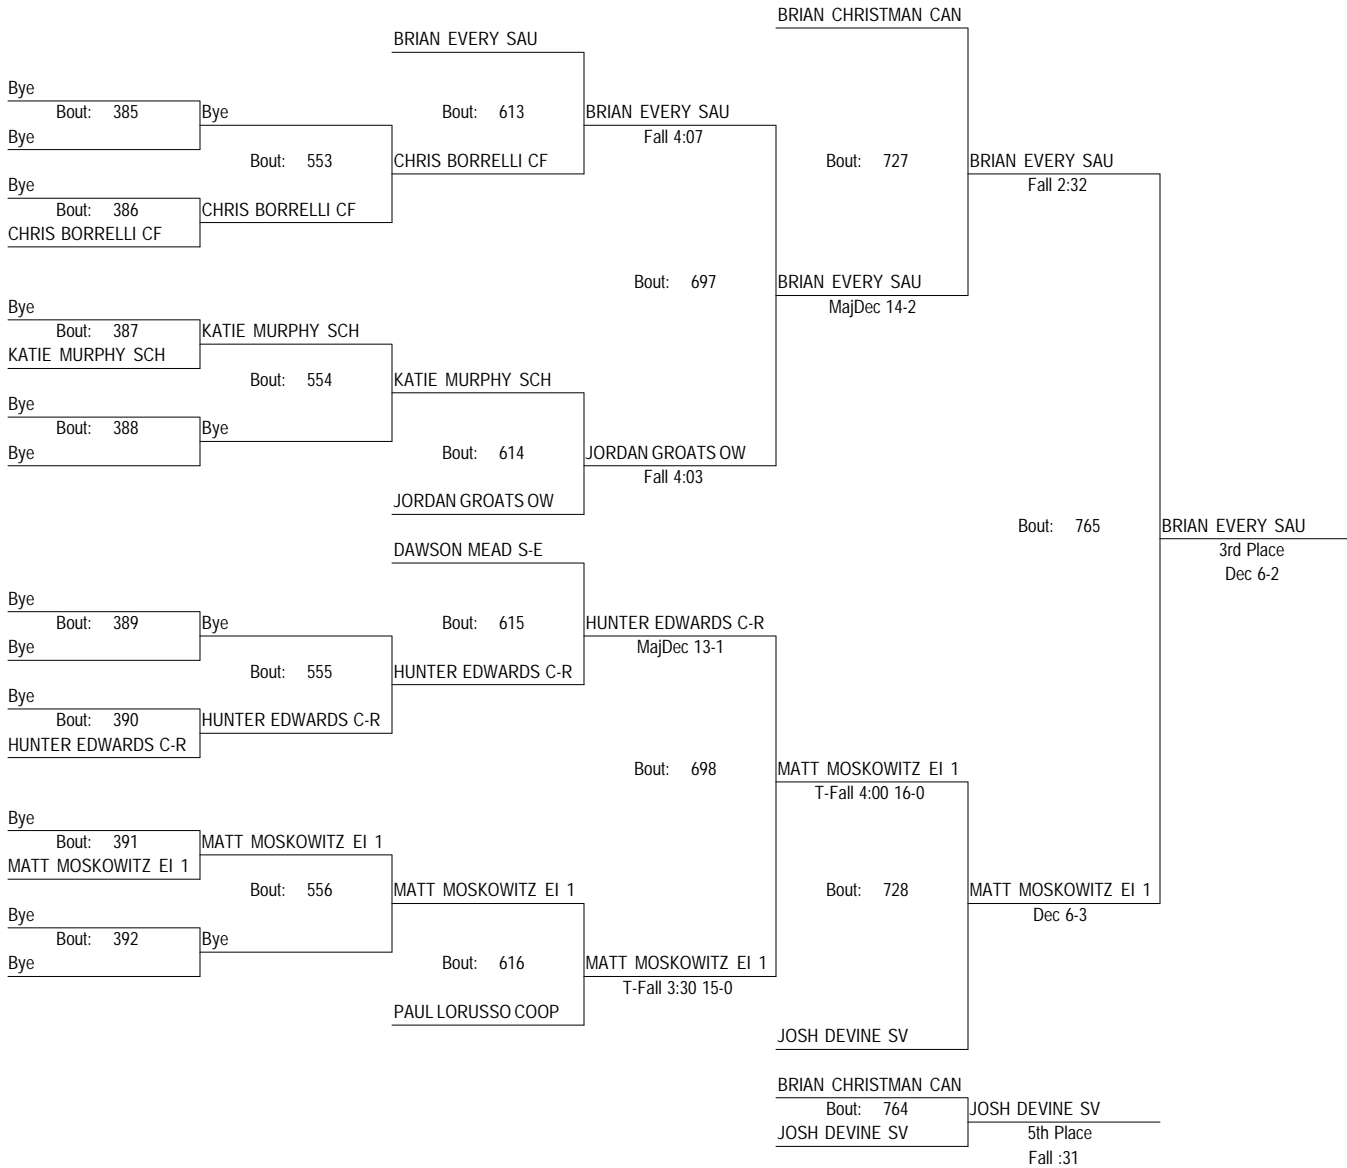 BRIAN CHRISTMAN CAN
BRIAN EVERY SAU
Bye
Bout: 385
Bye
Bout: 613
BRIAN EVERY SAU
Bye
Fall 4:07
Bout: 553
CHRIS BORRELLI CF
Bout: 727
BRIAN EVERY SAU
Bye
Fall 2:32
Bout: 386
CHRIS BORRELLI CF
CHRIS BORRELLI CF
Bout: 697
BRIAN EVERY SAU
Bye
MajDec 14-2
Bout: 387
KATIE MURPHY SCH
KATIE MURPHY SCH
Bout: 554
KATIE MURPHY SCH
Bye
Bout: 388
Bye
Bye
Bout: 614
JORDAN GROATS OW
Fall 4:03
JORDAN GROATS OW
Bout: 765
BRIAN EVERY SAU
DAWSON MEAD S-E
3rd Place
Dec 6-2
Bye
Bout: 389
Bye
Bout: 615
HUNTER EDWARDS C-R
Bye
MajDec 13-1
Bout: 555
HUNTER EDWARDS C-R
Bye
Bout: 390
HUNTER EDWARDS C-R
HUNTER EDWARDS C-R
Bout: 698
MATT MOSKOWITZ EI 1
T-Fall 4:00 16-0
Bye
Bout: 391
MATT MOSKOWITZ EI 1
MATT MOSKOWITZ EI 1
Bout: 556
MATT MOSKOWITZ EI 1
Bout: 728
MATT MOSKOWITZ EI 1
Bye
Dec 6-3
Bout: 392
Bye
Bye
Bout: 616
MATT MOSKOWITZ EI 1
T-Fall 3:30 15-0
PAUL LORUSSO COOP
JOSH DEVINE SV
BRIAN CHRISTMAN CAN
Bout: 764
JOSH DEVINE SV
JOSH DEVINE SV
5th Place
Fall :31